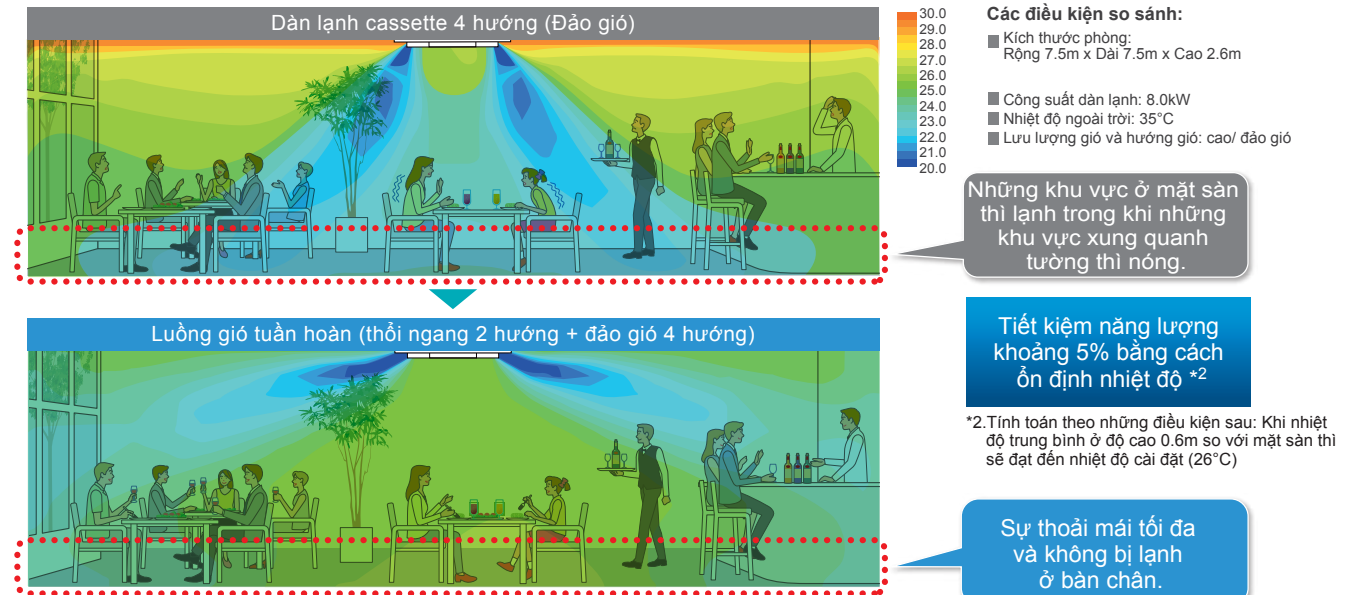 Dàn lạnh cassette 4 hướng (Đảo gió)
30.0
29.0
28.0
27.0
26.0
25.0
24.0
23.0
22.0
21.0
20.0
Các điều kiện so sánh:
Kích thước phòng:
Rộng 7.5m x Dài 7.5m x Cao 2.6m
Công suất dàn lạnh: 8.0kW
Nhiệt độ ngoài trời: 35°C
Lưu lượng gió và hướng gió: cao/ đảo gió
Những khu vực ở mặt sàn
thì lạnh trong khi những
khu vực xung quanh
tường thì nóng.
Luồng gió tuần hoàn (thổi ngang 2 hướng + đảo gió 4 hướng)
Tiết kiệm năng lượng
khoảng 5% bằng cách
ổn định nhiệt độ *2
*2.Tính toán theo những điều kiện sau: Khi nhiệt
độ trung bình ở độ cao 0.6m so với mặt sàn thì
sẽ đạt đến nhiệt độ cài đặt (26°C)
Sự thoải mái tối đa
và không bị lạnh
ở bàn chân.